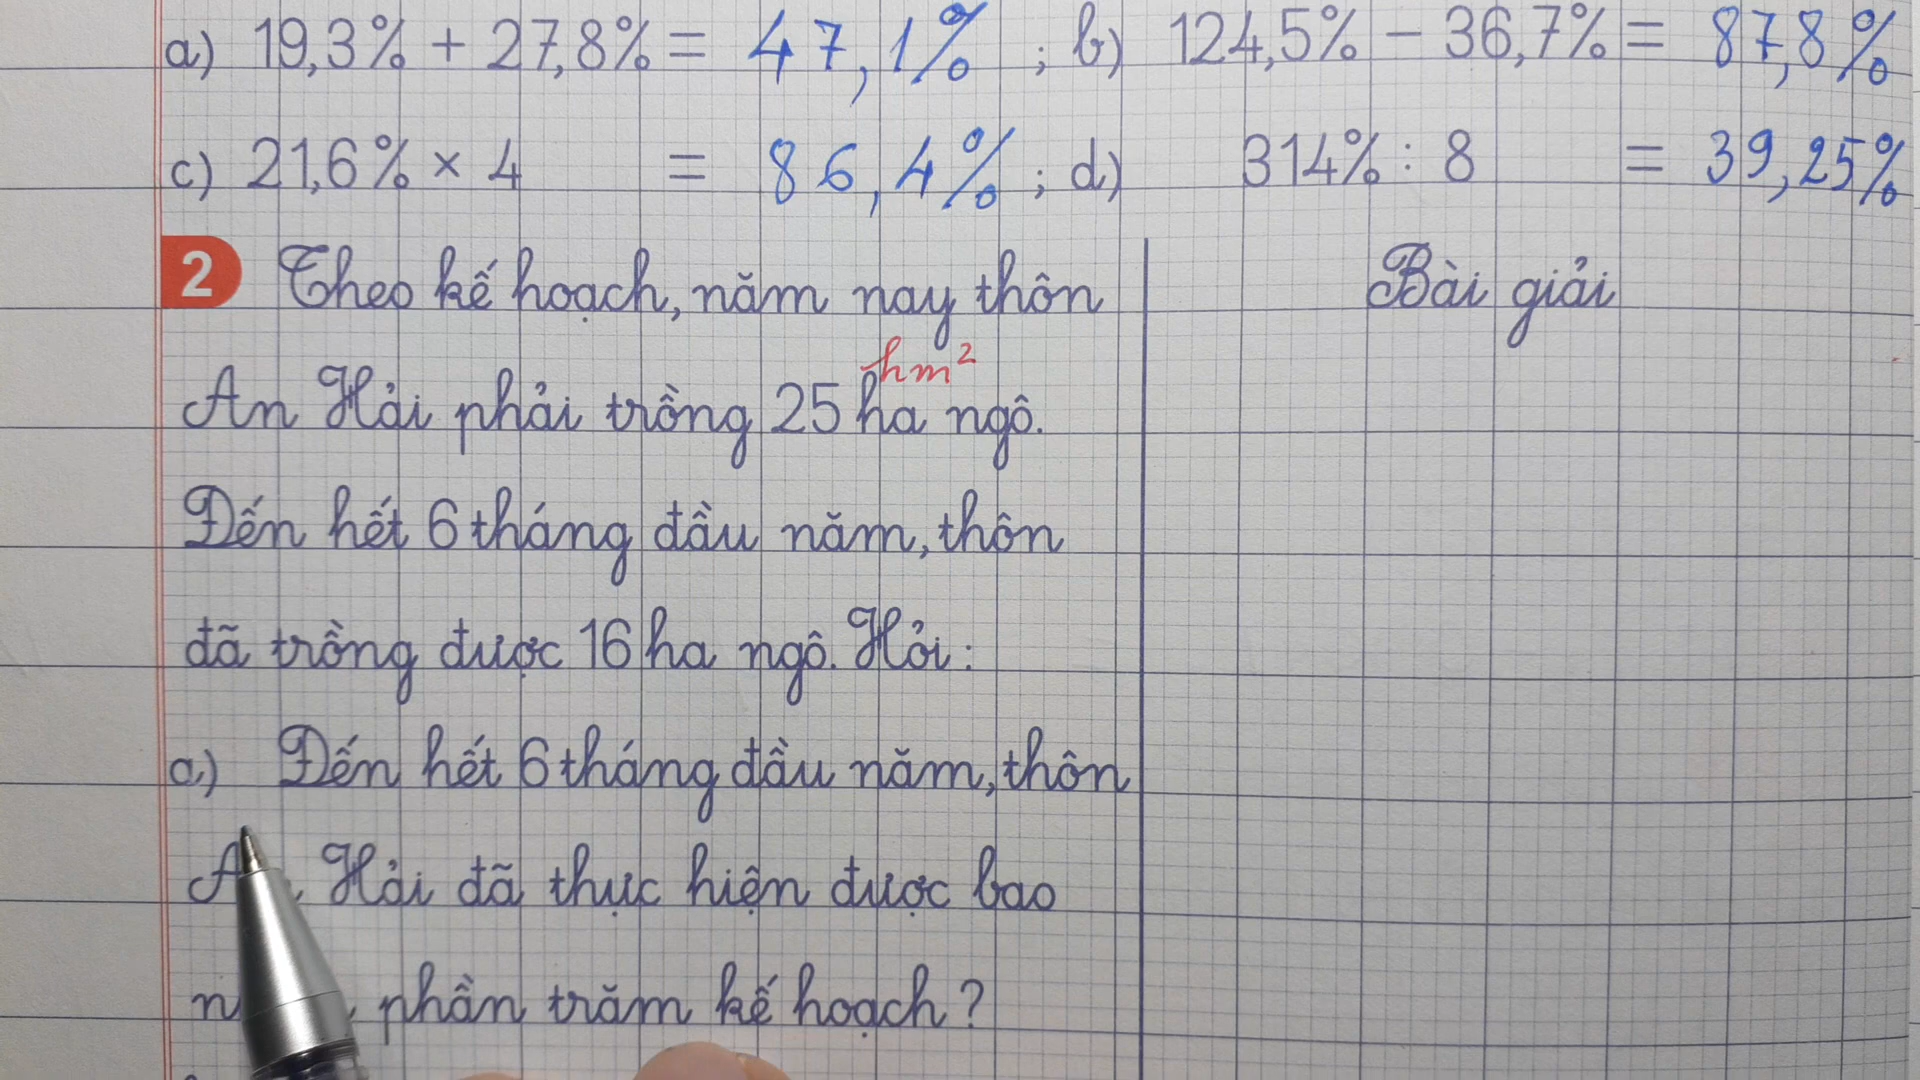 a) 19,3% + 27,8% = 47,1% ; b) 124,5% − 36,7% = 87,8%
c) 21,6% × 4 = 86,4% ; d) 314% : 8 = 39,25%
2 Theo kế hoạch, năm nay thôn
Bài giải
hm²
An Hải phải trồng 25 ha ngô.
Đến hết 6 tháng đầu năm, thôn
đã trồng được 16 ha ngô. Hỏi:
a) Đến hết 6 tháng đầu năm, thôn
Hải đã thực hiện được bao
phần trăm kế hoạch?